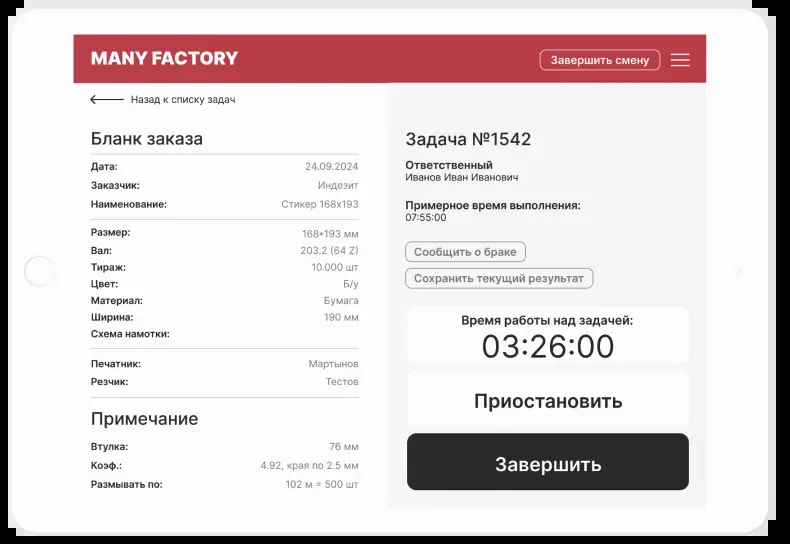 MANY FACTORY
Завершить смену
Назад к списку задач
Бланк заказа
Дата: 24.09.2024
Заказчик: Индезит
Наименование: Стикер 168x193
Размер: 168*193 мм
Вал: 203.2 (64 Z)
Тираж: 10.000 шт
Цвет: Б/у
Материал: Бумага
Ширина: 190 мм
Схема намотки:
Печатник: Мартынов
Резчик: Тестов
Примечание
Втулка: 76 мм
Коэф.: 4.92, края по 2.5 мм
Размывать по: 102 м = 500 шт
Задача №1542
Ответственный
Иванов Иван Иванович
Примерное время выполнения:
07:55:00
Сообщить о браке
Сохранить текущий результат
Время работы над задачей:
03:26:00
Приостановить
Завершить